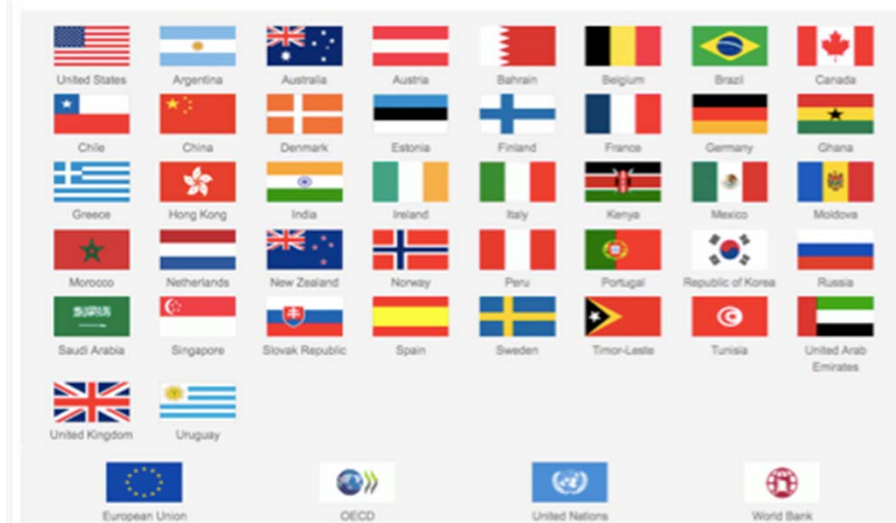 United States Argentina Australia Austria Bahrain Belgium Brazil Canada
Chile China Denmark Estonia Finland France Germany Ghana
Greece Hong Kong India Ireland Italy Kenya Mexico Moldova
Morocco Netherlands New Zealand Norway Peru Portugal Republic of Korea Russia
Saudi Arabia Singapore Slovak Republic Spain Sweden Timor-Leste Tunisia United Arab
Emirates
United Kingdom Uruguay
European Union OECD United Nations World Bank